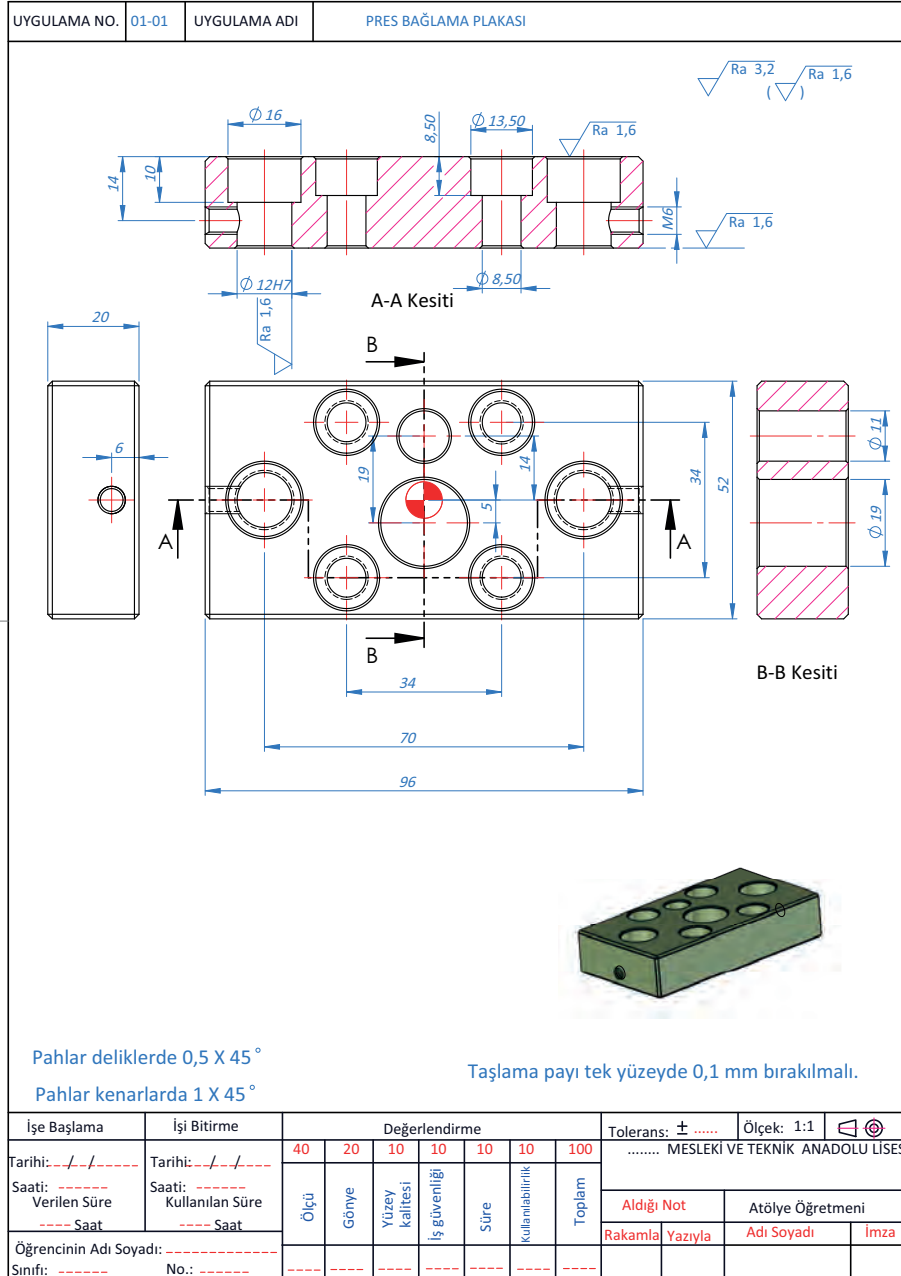 UYGULAMA NO. 01-01 UYGULAMA ADI PRES BAĞLAMA PLAKASI
Ra 3,2 ( Ra 1,6 )
Ø 16
8,50
Ø 13,50
Ra 1,6
14
10
M6
Ra 1,6
Ø 12H7
Ra 1,6
Ø 8,50
A-A Kesiti
20
B
6
19
14
5
34
52
Ø 11
Ø 19
A
A
B
B-B Kesiti
34
70
96
Pahlar deliklerde 0,5 X 45°
Pahlar kenarlarda 1 X 45°
Taşlama payı tek yüzeyde 0,1 mm bırakılmalı.
İşe Başlama İşi Bitirme Değerlendirme Tolerans: ± ...... Ölçek: 1:1
40 20 10 10 10 10 100
........ MESLEKİ VE TEKNİK ANADOLU LİSESİ
Tarihi: / / Tarihi: / /
Saati: ------ Saati: ------
Verilen Süre Kullanılan Süre
---- Saat ---- Saat
Ölçü
Gönye
Yüzey kalitesi
İş güvenliği
Süre
Kullanılabilirlik
Toplam
Aldığı Not Atölye Öğretmeni
Rakamla Yazıyla Adı Soyadı İmza
Öğrencinin Adı Soyadı: ------------
Sınıfı: ------ No.: ------